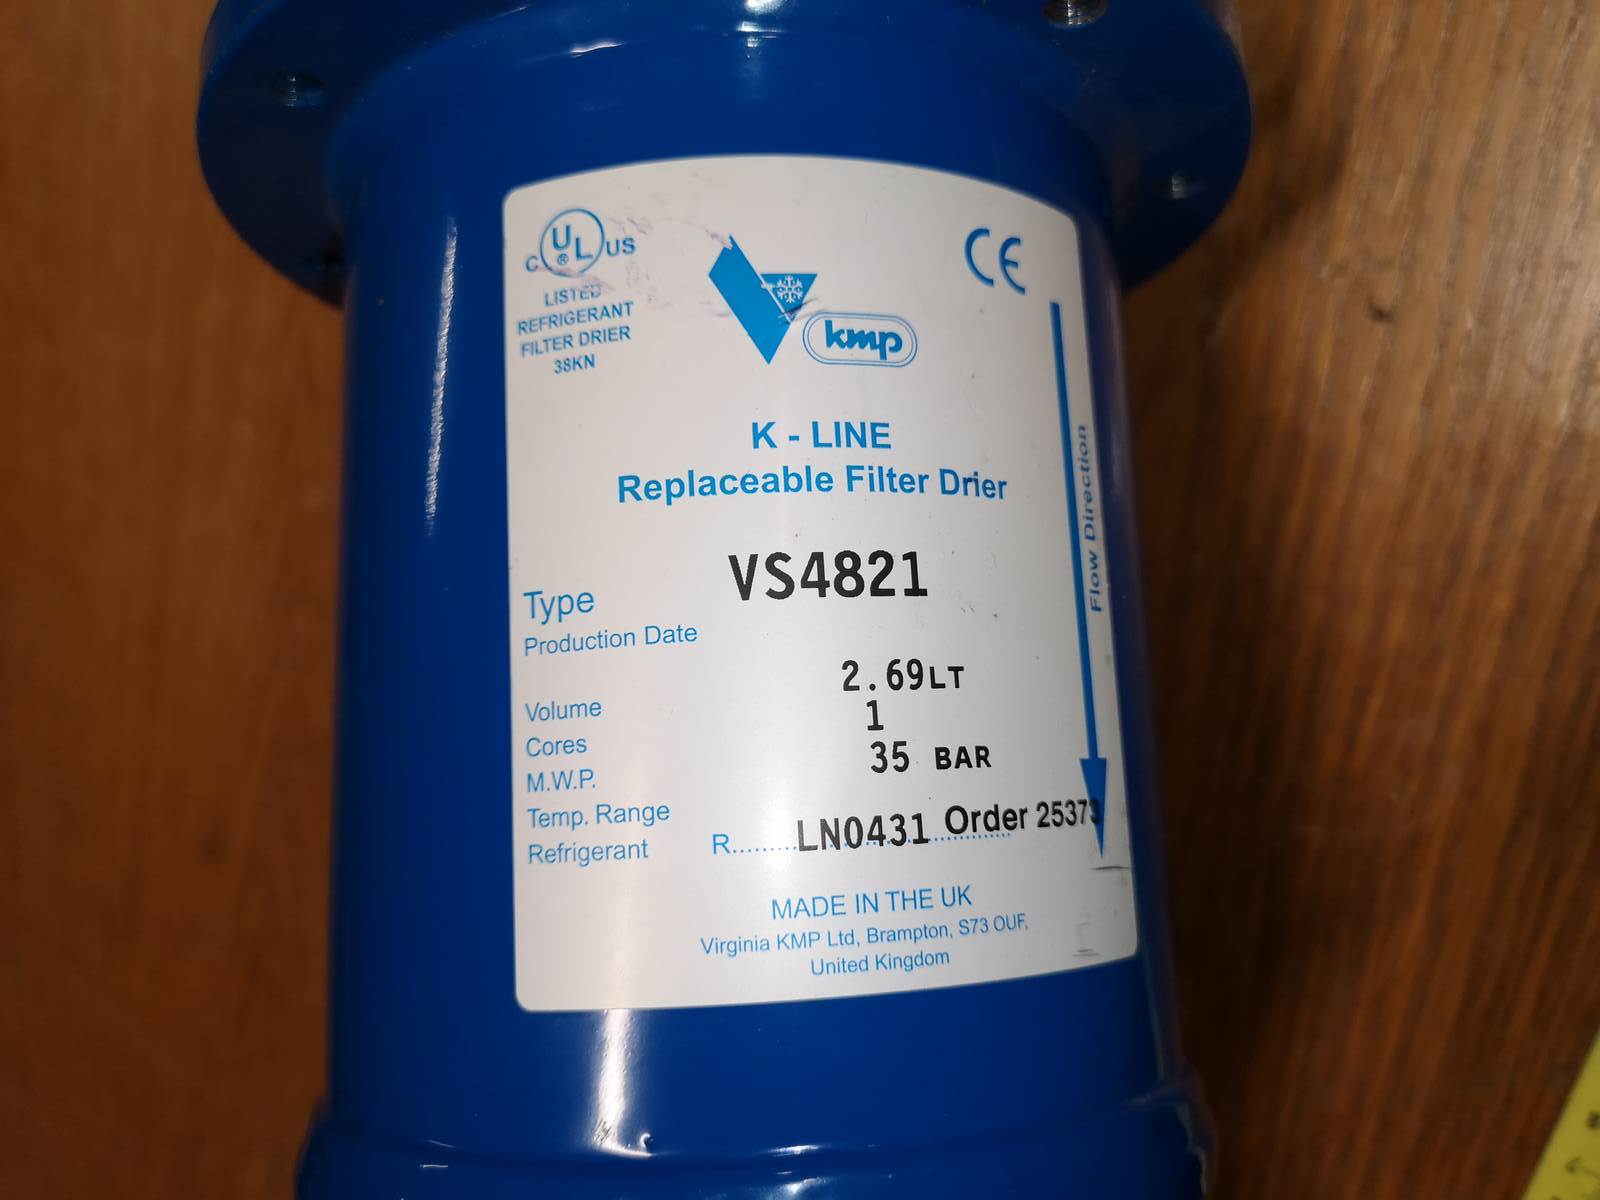 C UL® US
LISTED
REFRIGERANT
FILTER DRIER
38KN
kmp
CE
K - LINE
Replaceable Filter Drier
Flow Direction
Type VS4821
Production Date
Volume 2.69LT
Cores 1
M.W.P. 35 BAR
Temp. Range
Refrigerant R.........LN0431 Order 25373
MADE IN THE UK
Virginia KMP Ltd, Brampton, S73 OUF,
United Kingdom